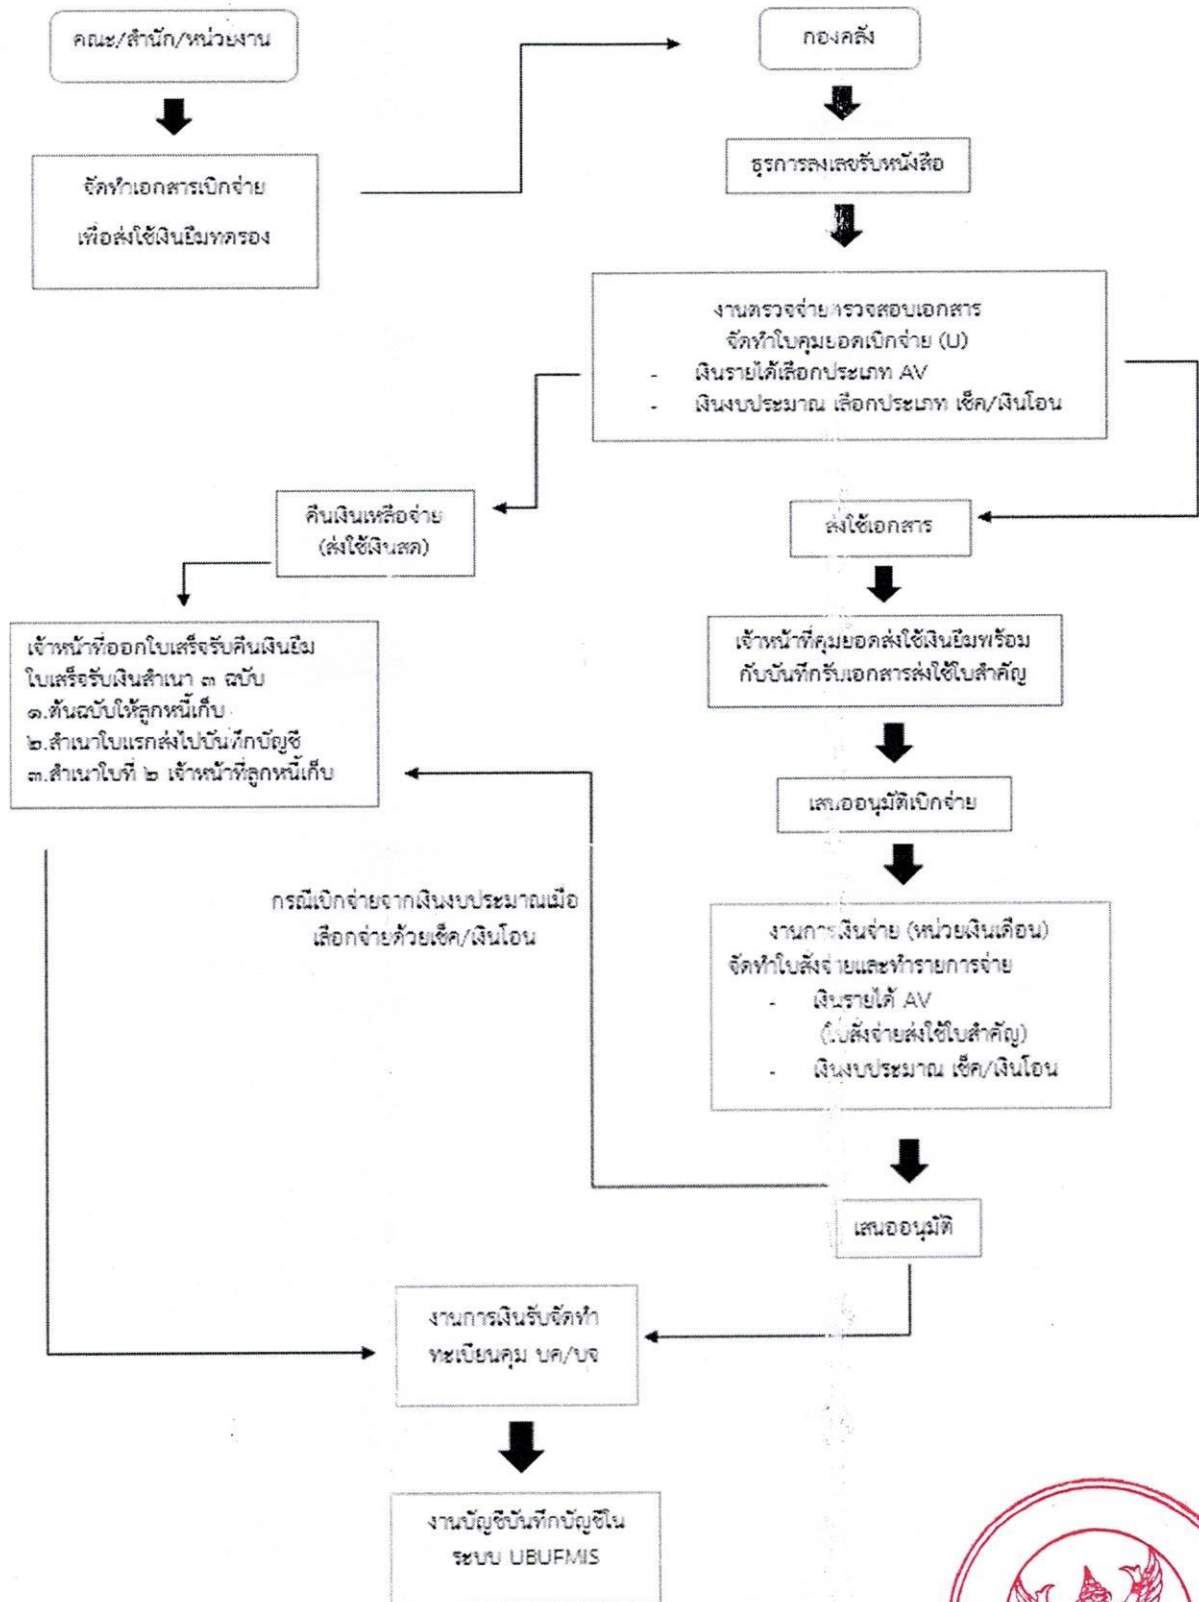 คณะ/สำนัก/หน่วยงาน
กองคลัง
จัดทำเอกสารเบิกจ่าย
เพื่อส่งใช้เงินยืมทดรอง
ธุรการลงเลขรับหนังสือ
งานตรวจจ่ายตรวจสอบเอกสาร
จัดทำใบคุมยอดเบิกจ่าย (U)
- เงินรายได้เลือกประเภท AV
- เงินงบประมาณ เลือกประเภท เช็ค/เงินโอน
คืนเงินเหลือจ่าย
(ส่งใช้เงินสด)
ส่งใช้เอกสาร
เจ้าหน้าที่ออกใบเสร็จรับคืนเงินยืม
ใบเสร็จรับเงินสำเนา ๓ ฉบับ
๑.ต้นฉบับให้ลูกหนี้เก็บ
๒.สำเนาใบแรกส่งไปบันทึกบัญชี
๓.สำเนาใบที่ ๒ เจ้าหน้าที่ลูกหนี้เก็บ
เจ้าหน้าที่คุมยอดส่งใช้เงินยืมพร้อม
กับบันทึกรับเอกสารส่งใช้ใบสำคัญ
เสนออนุมัติเบิกจ่าย
กรณีเบิกจ่ายจากเงินงบประมาณเมื่อ
เลือกจ่ายด้วยเช็ค/เงินโอน
งานการเงินจ่าย (หน่วยเงินเดือน)
จัดทำใบสั่งจ่ายและทำรายการจ่าย
- เงินรายได้ AV
(ใบสั่งจ่ายส่งใช้ใบสำคัญ)
- เงินงบประมาณ เช็ค/เงินโอน
เสนออนุมัติ
งานการเงินรับจัดทำ
ทะเบียนคุม บค/บจ
งานบัญชีบันทึกบัญชีใน
ระบบ UBUFMIS